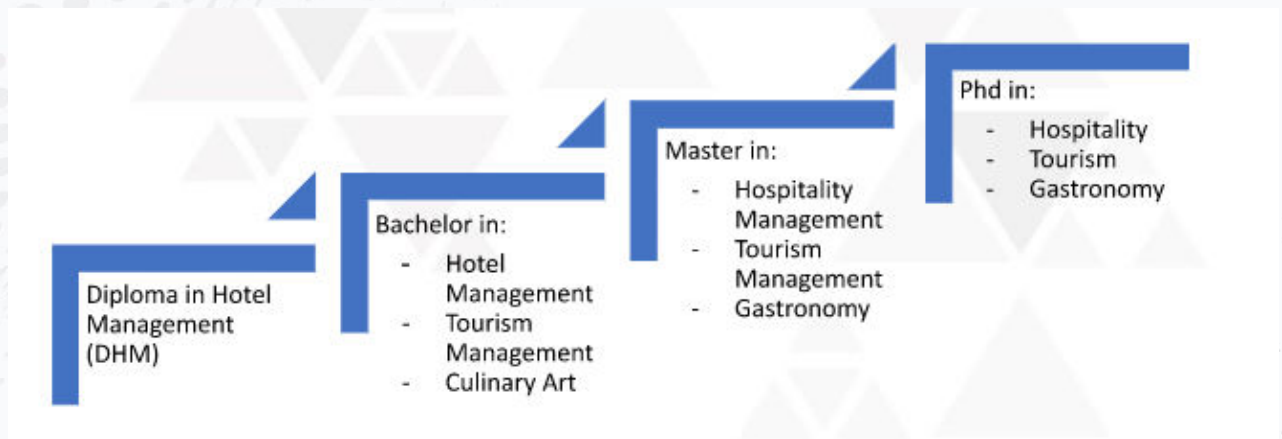 Diploma in Hotel
Management
(DHM)
Bachelor in:
- Hotel
Management
- Tourism
Management
- Culinary Art
Master in:
- Hospitality
Management
- Tourism
Management
- Gastronomy
Phd in:
- Hospitality
- Tourism
- Gastronomy